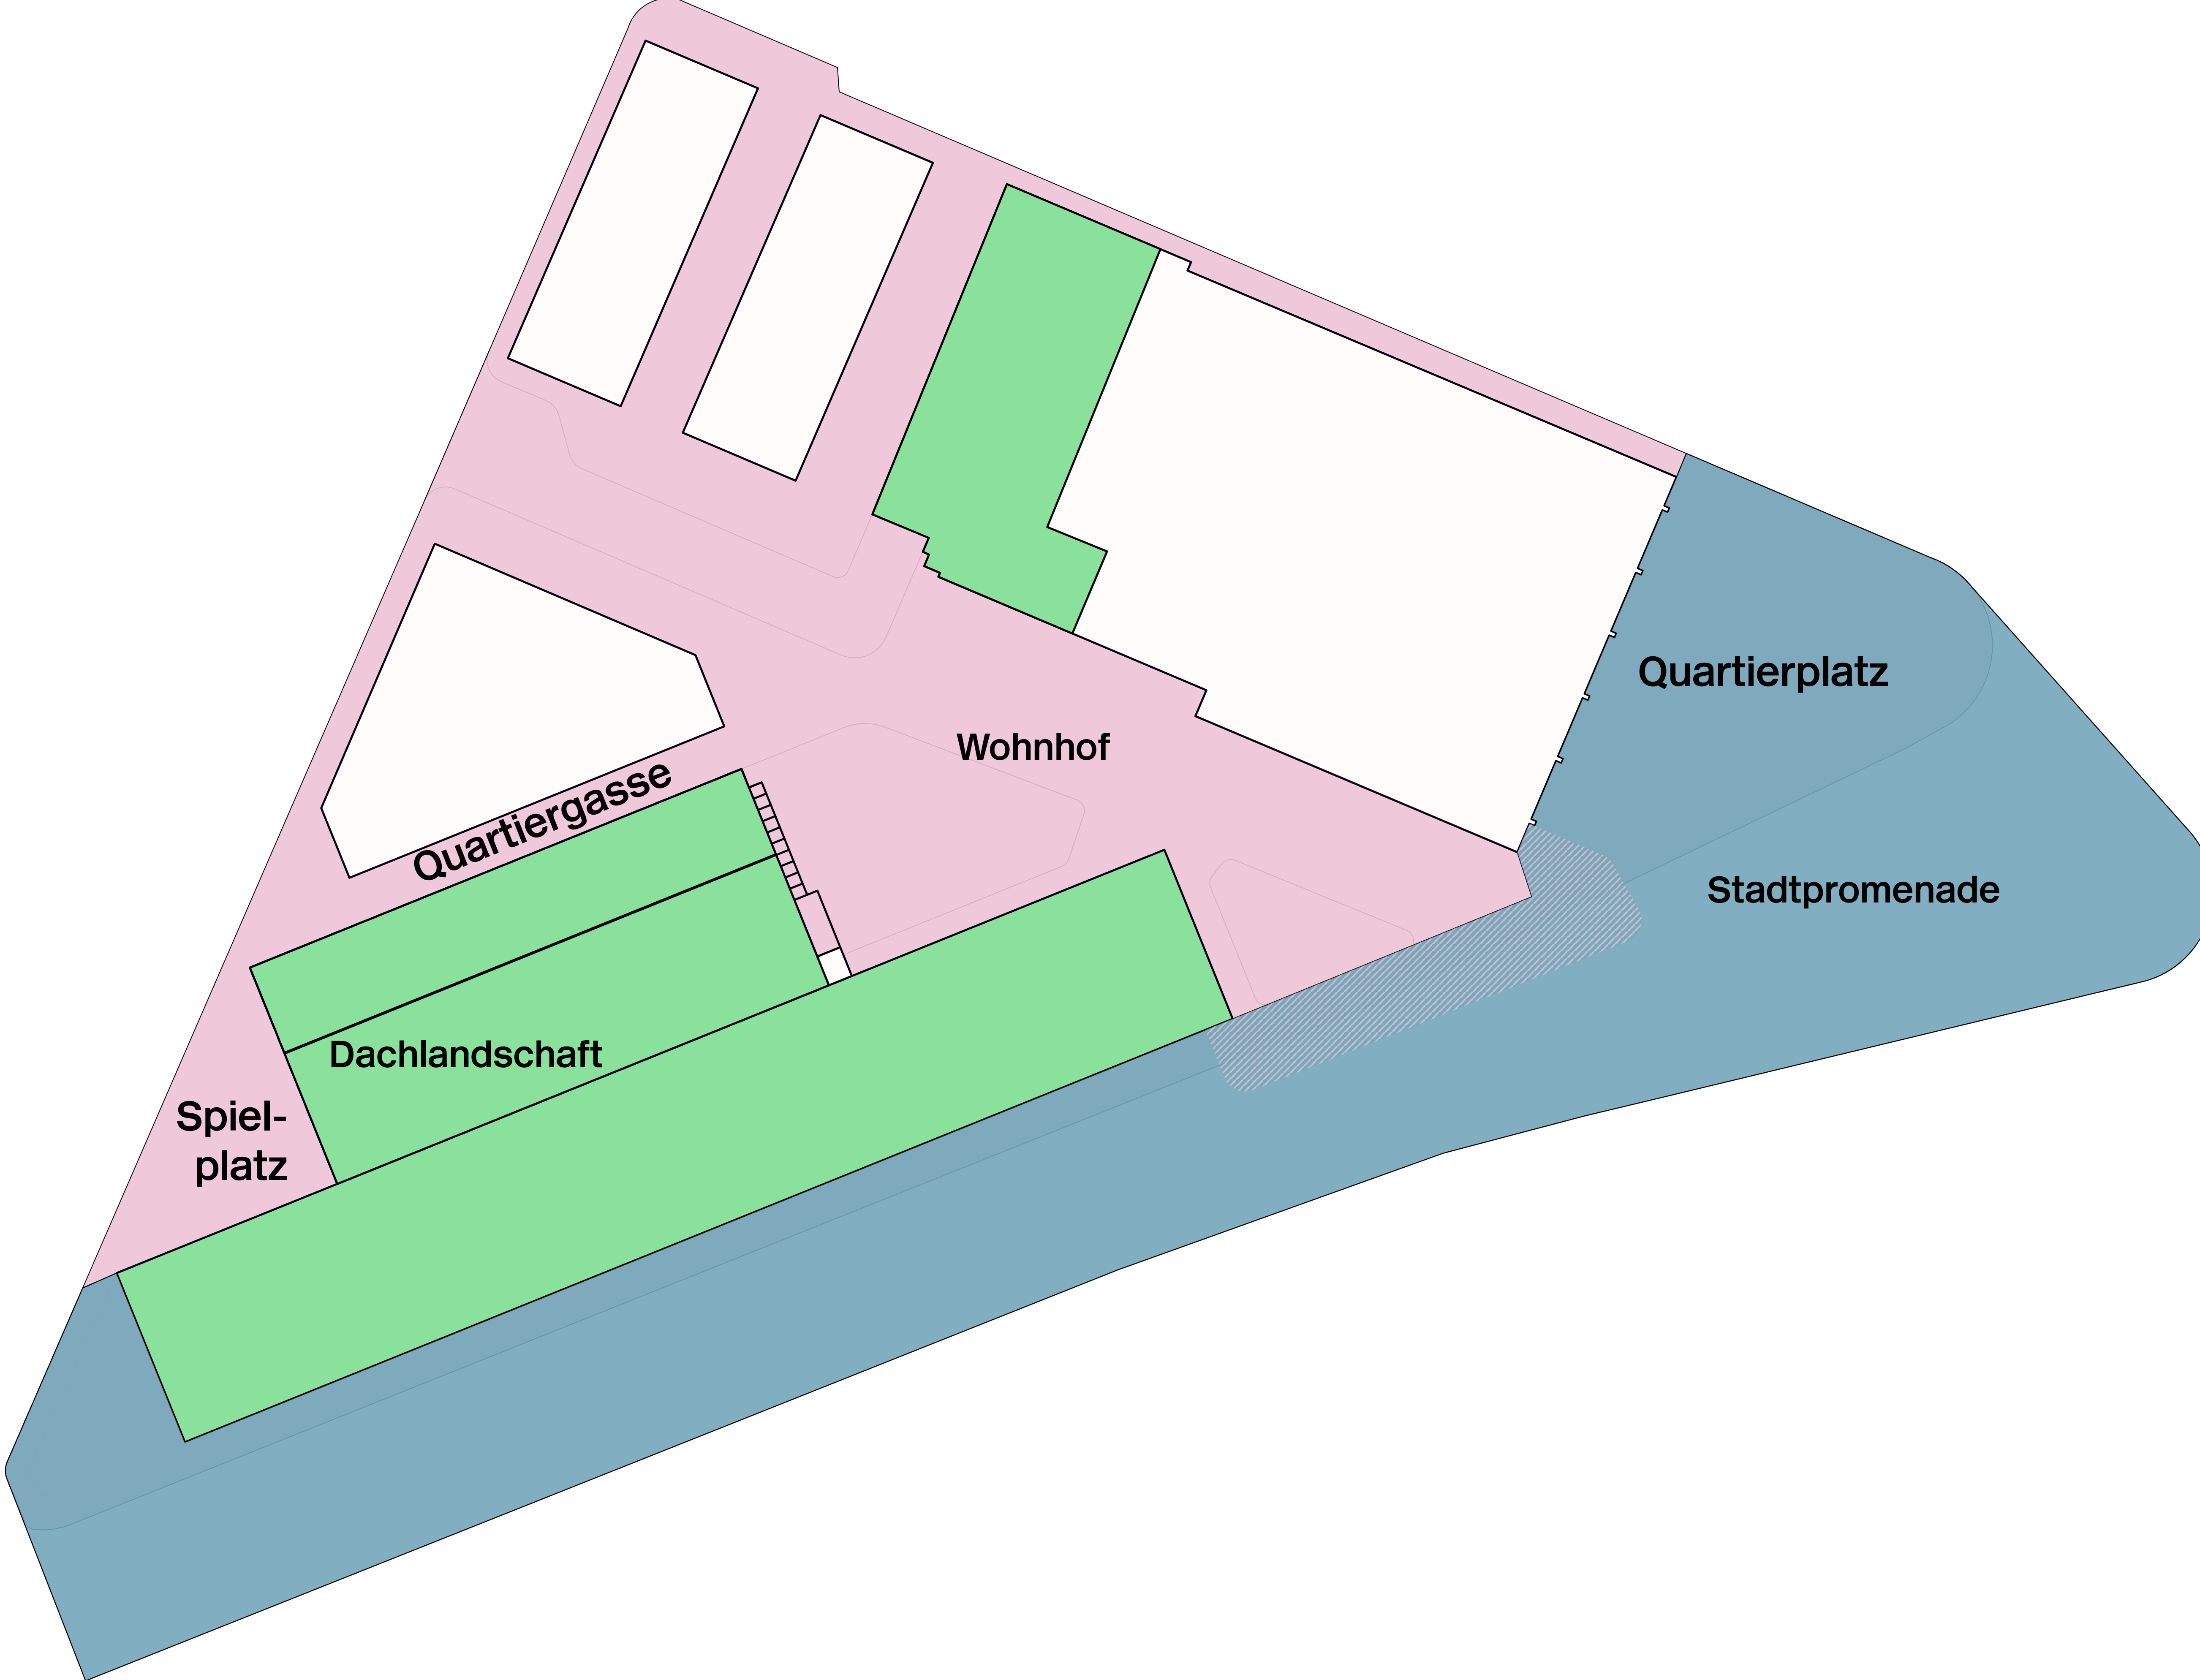 Quartierplatz
Wohnhof
Quartiergasse
Stadtpromenade
Dachlandschaft
Spiel-
platz